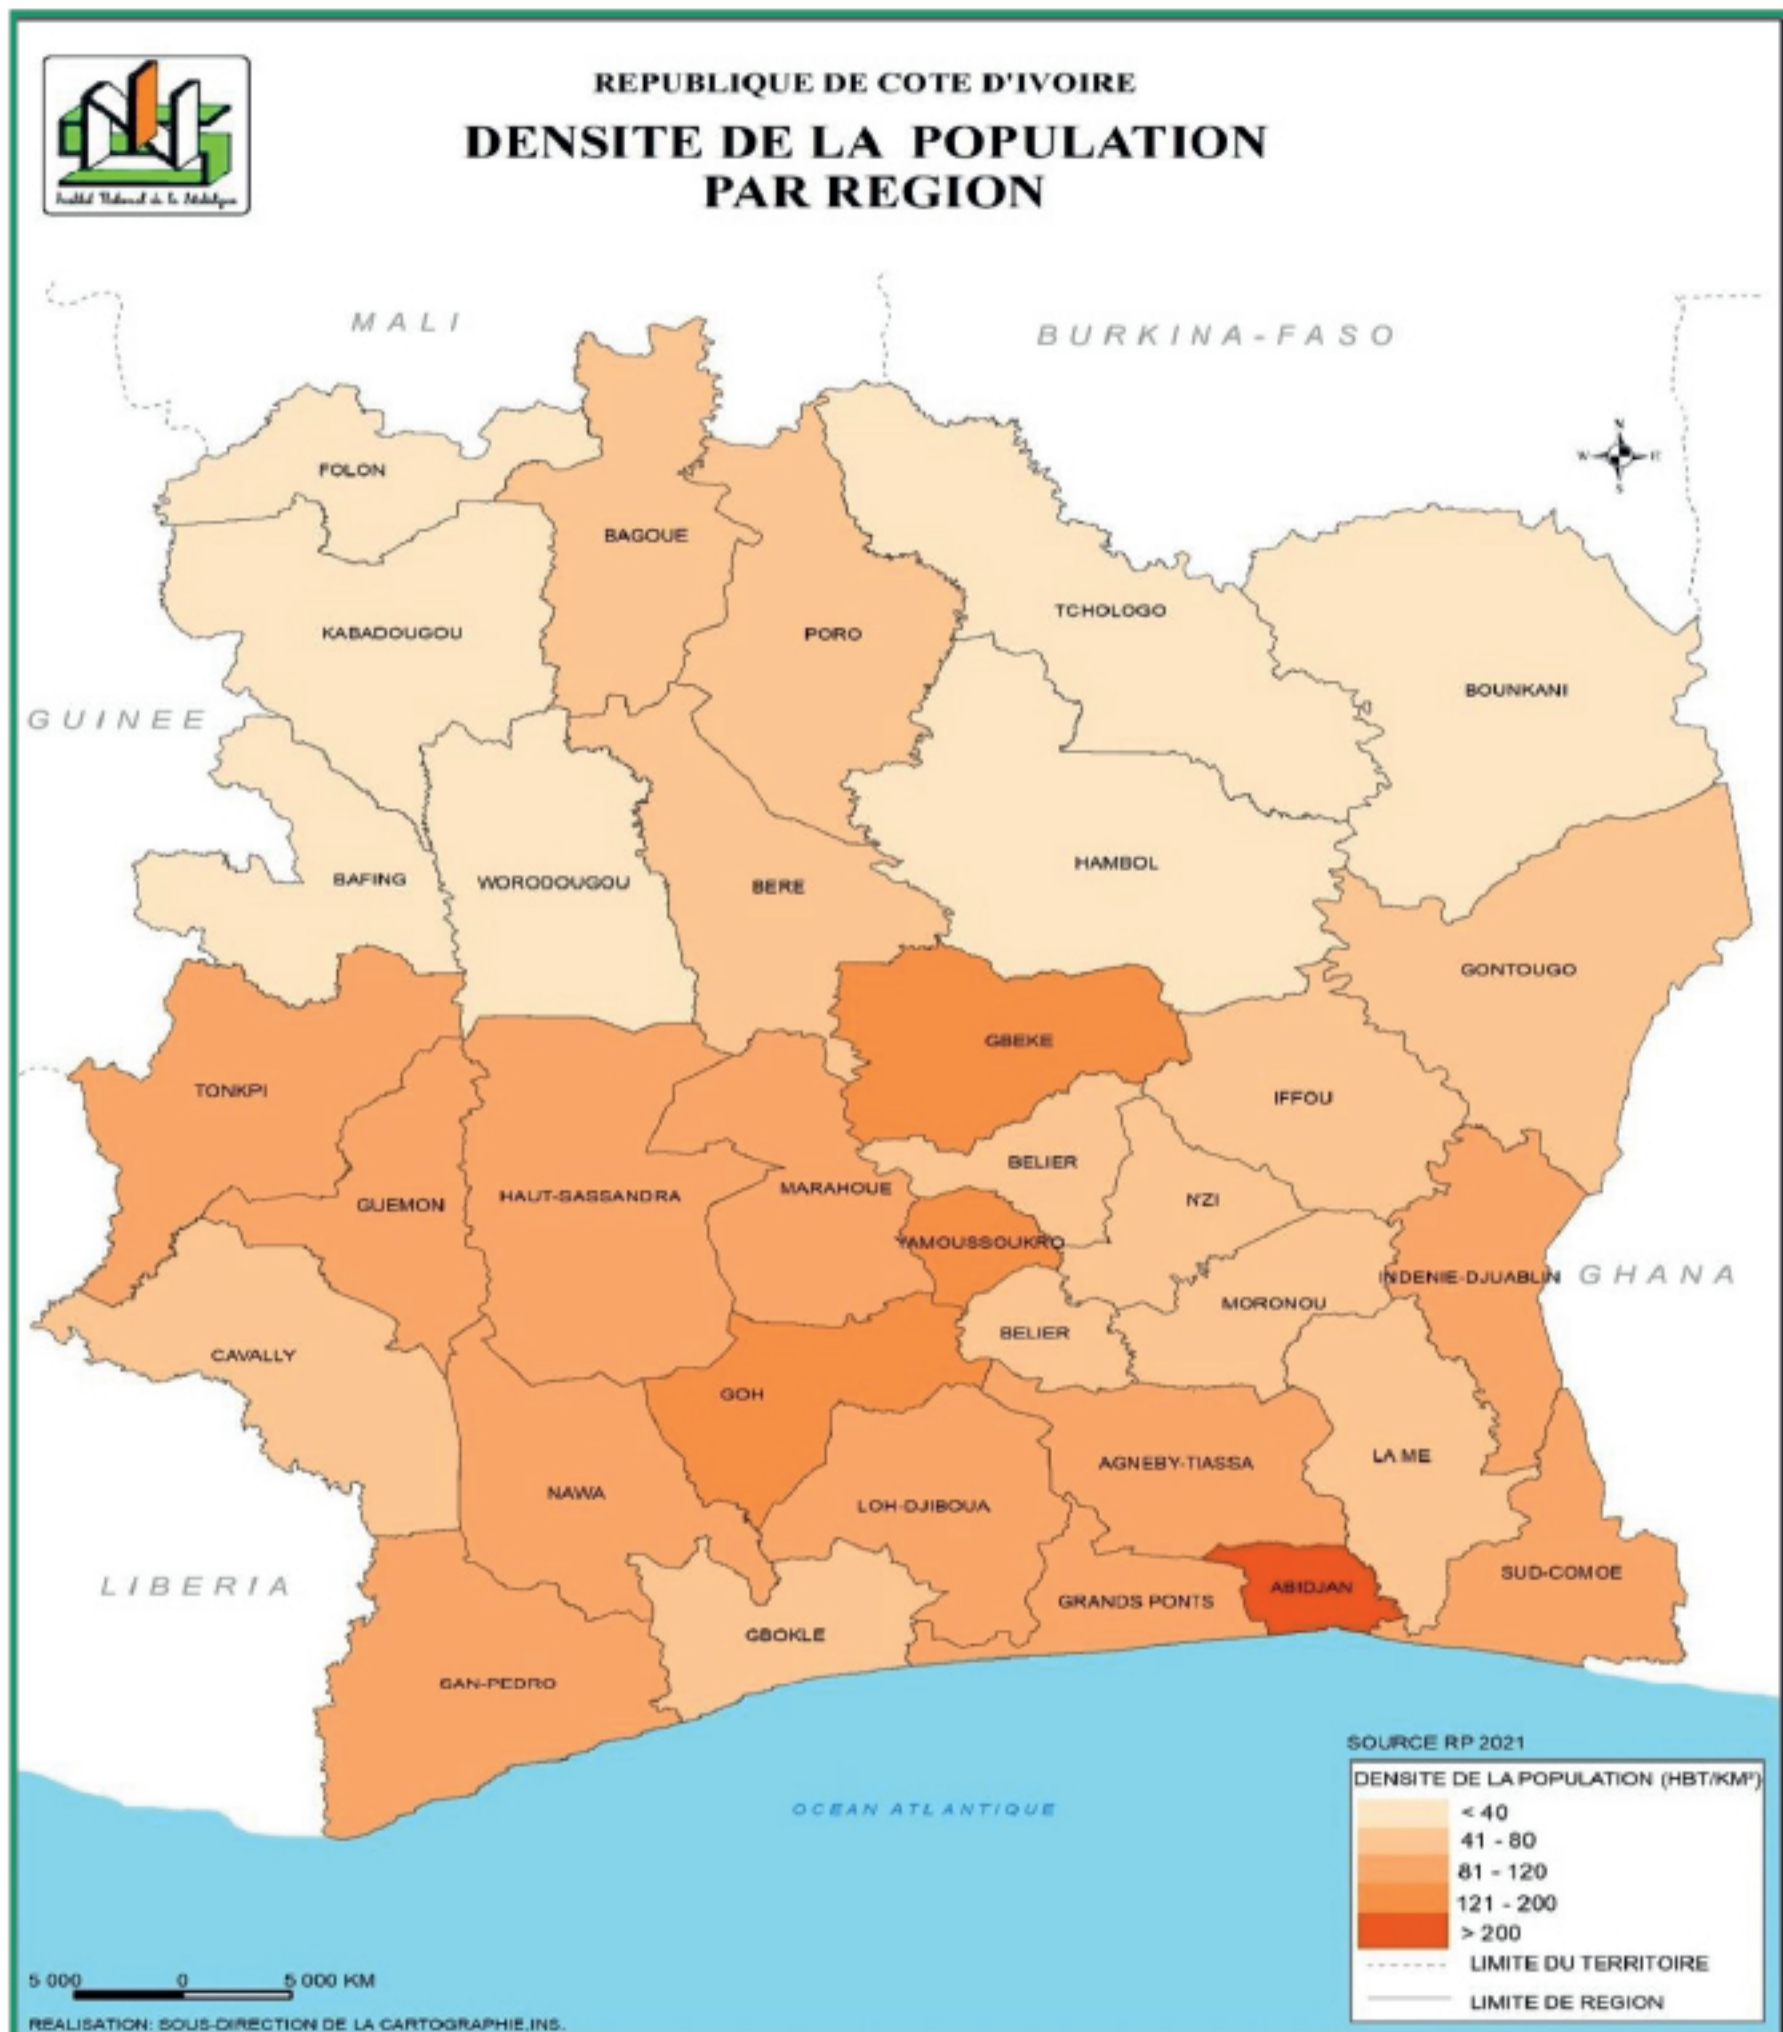 REPUBLIQUE DE COTE D'IVOIRE
DENSITE DE LA POPULATION
PAR REGION
MALI
BURKINA-FASO
N
W
E
S
FOLON
BAGOUE
TCHOLOGO
KABADOUGOU
PORO
BOUNKANI
GUINEE
HAMBOL
BAFING
WORODOUGOU
BERE
GONTOUGO
GBEKE
TONKPI
IFFOU
BELIER
MARAHOUE
HAUT-SASSANDRA
N'ZI
GUEMON
YAMOUSSOUKRO
INDENIE-DJUABLIN
GHANA
MORONOU
BELIER
CAVALLY
GOH
LA ME
AGNEBY-TIASSA
NAWA
LOH-DJIBOUA
SUD-COMOE
LIBERIA
ABIDJAN
GRANDS PONTS
GBOKLE
SAN-PEDRO
OCEAN ATLANTIQUE
SOURCE RP 2021
DENSITE DE LA POPULATION (HBT/KM²)
< 40
41 - 80
81 - 120
121 - 200
> 200
LIMITE DU TERRITOIRE
LIMITE DE REGION
5 000 0 5 000 KM
REALISATION: SOUS-DIRECTION DE LA CARTOGRAPHIE.INS.